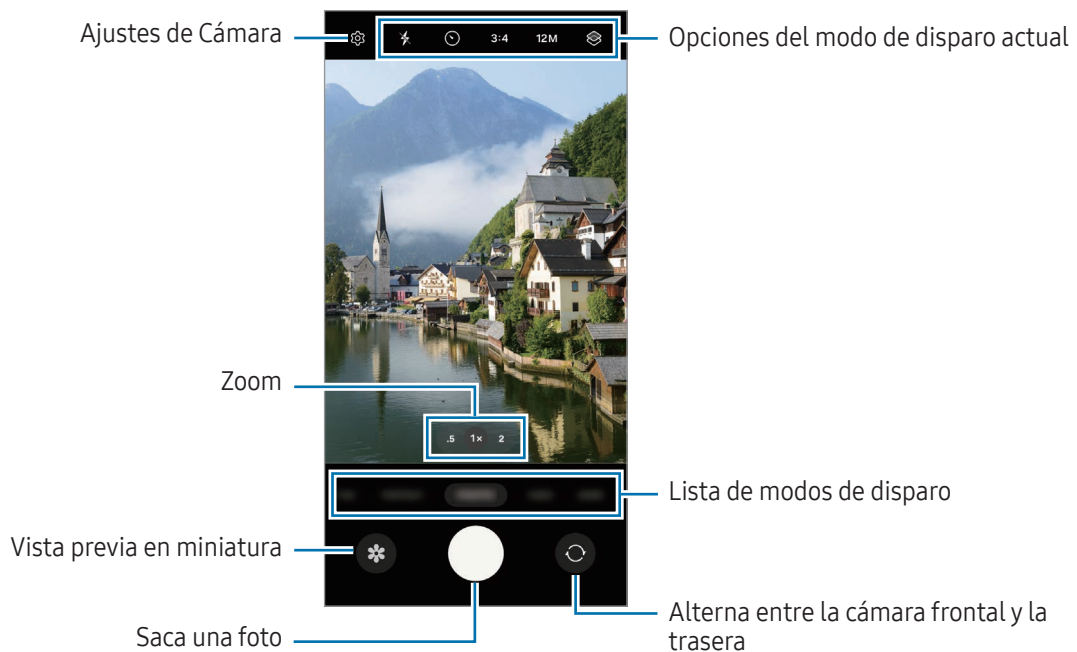 Ajustes de Cámara
3:4
12M
Opciones del modo de disparo actual
Zoom
.5 1× 2
Lista de modos de disparo
Vista previa en miniatura
Saca una foto
Alterna entre la cámara frontal y la
trasera